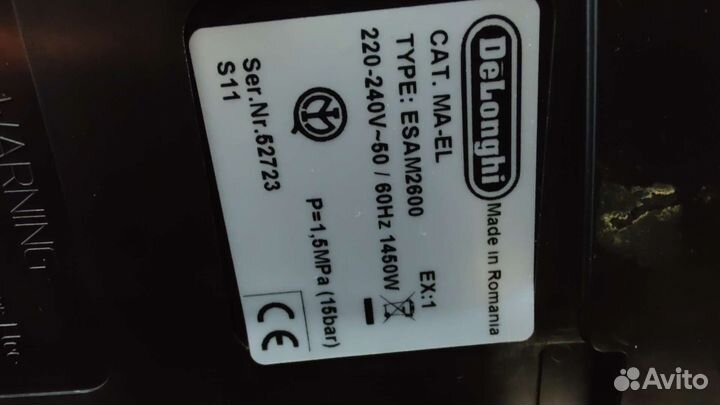 DeLonghi
Made in Romania
CAT. MA-EL
TYPE: ESAM2600
EX:1
220-240V~50 / 60Hz 1450W
P=1,5MPa (15bar)
CE
Ser.Nr.52723
S11
WARNING
Avito